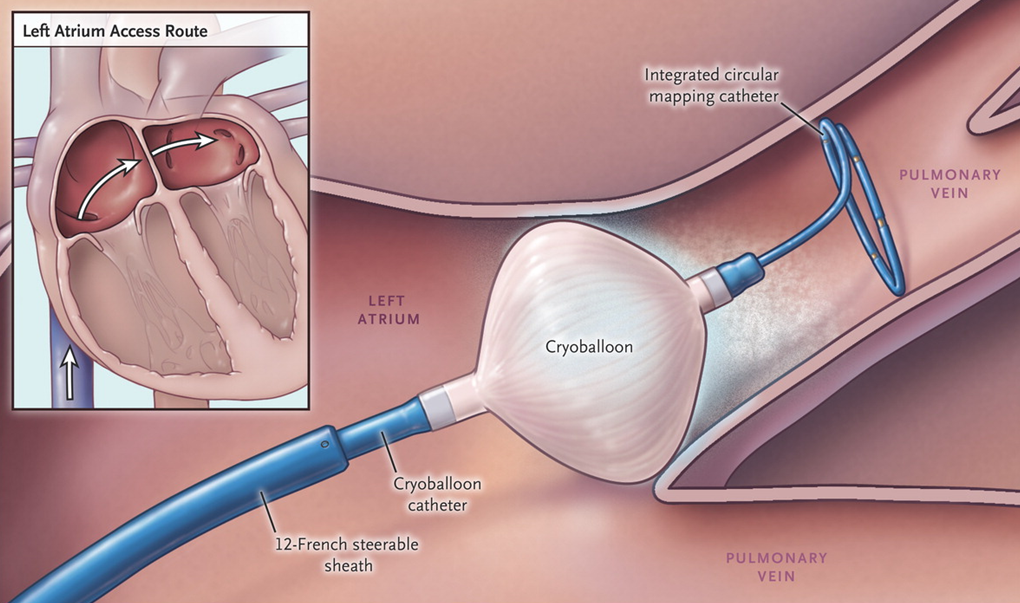 Left Atrium Access Route
Integrated circular
mapping catheter
PULMONARY
VEIN
LEFT
ATRIUM
Cryoballoon
Cryoballoon
catheter
12-French steerable
sheath
PULMONARY
VEIN